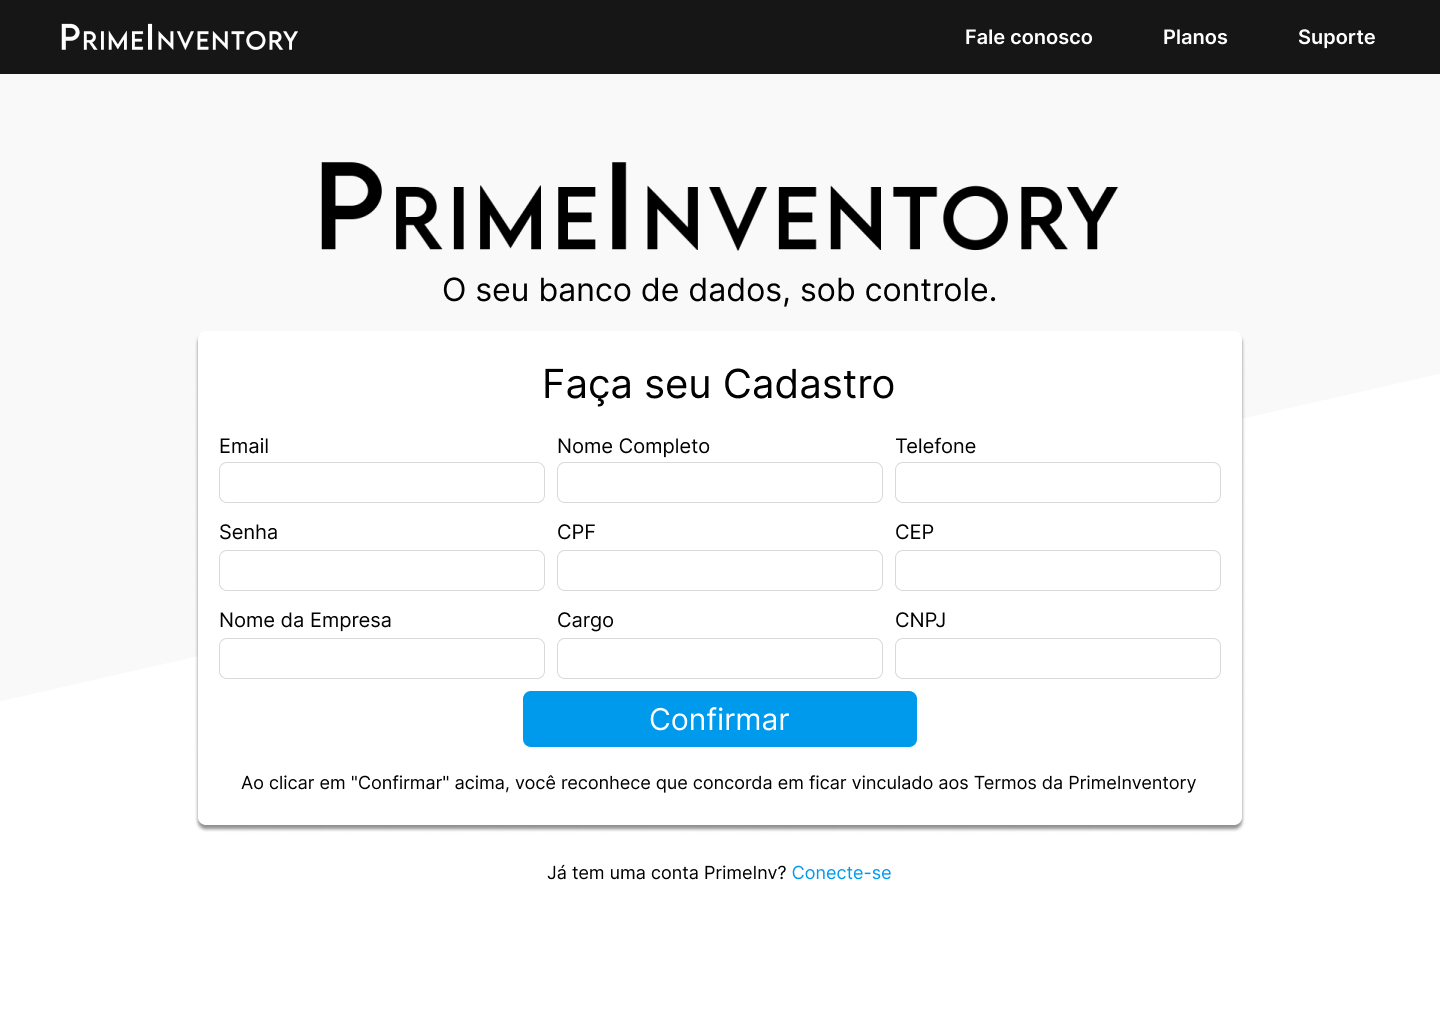 PrimeInventory
Fale conosco
Planos
Suporte
PrimeInventory
O seu banco de dados, sob controle.
Faça seu Cadastro
Email
Nome Completo
Telefone
Senha
CPF
CEP
Nome da Empresa
Cargo
CNPJ
Confirmar
Ao clicar em "Confirmar" acima, você reconhece que concorda em ficar vinculado aos Termos da PrimeInventory
Já tem uma conta PrimeInv? Conecte-se